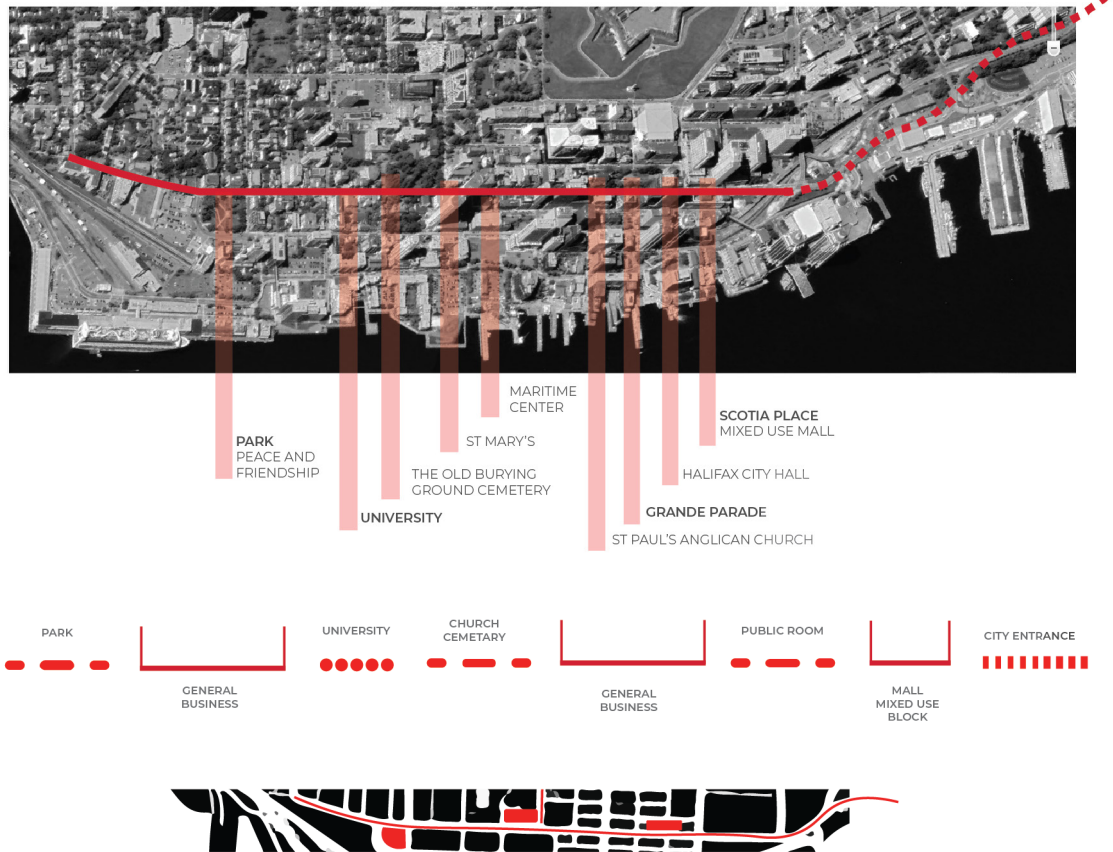 MARITIME
CENTER
SCOTIA PLACE
MIXED USE MALL
PARK
PEACE AND
FRIENDSHIP
ST MARY'S
THE OLD BURYING
GROUND CEMETERY
HALIFAX CITY HALL
UNIVERSITY
GRANDE PARADE
ST PAUL'S ANGLICAN CHURCH
PARK
GENERAL
BUSINESS
UNIVERSITY
CHURCH
CEMETARY
GENERAL
BUSINESS
PUBLIC ROOM
MALL
MIXED USE
BLOCK
CITY ENTRANCE